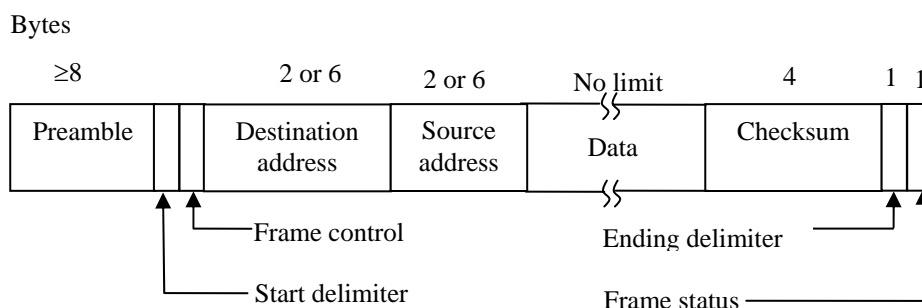 Bytes
≥8 2 or 6 2 or 6 No limit 4 1 1
Preamble Destination address Source address Data Checksum
Frame control
Ending delimiter
Start delimiter
Frame status